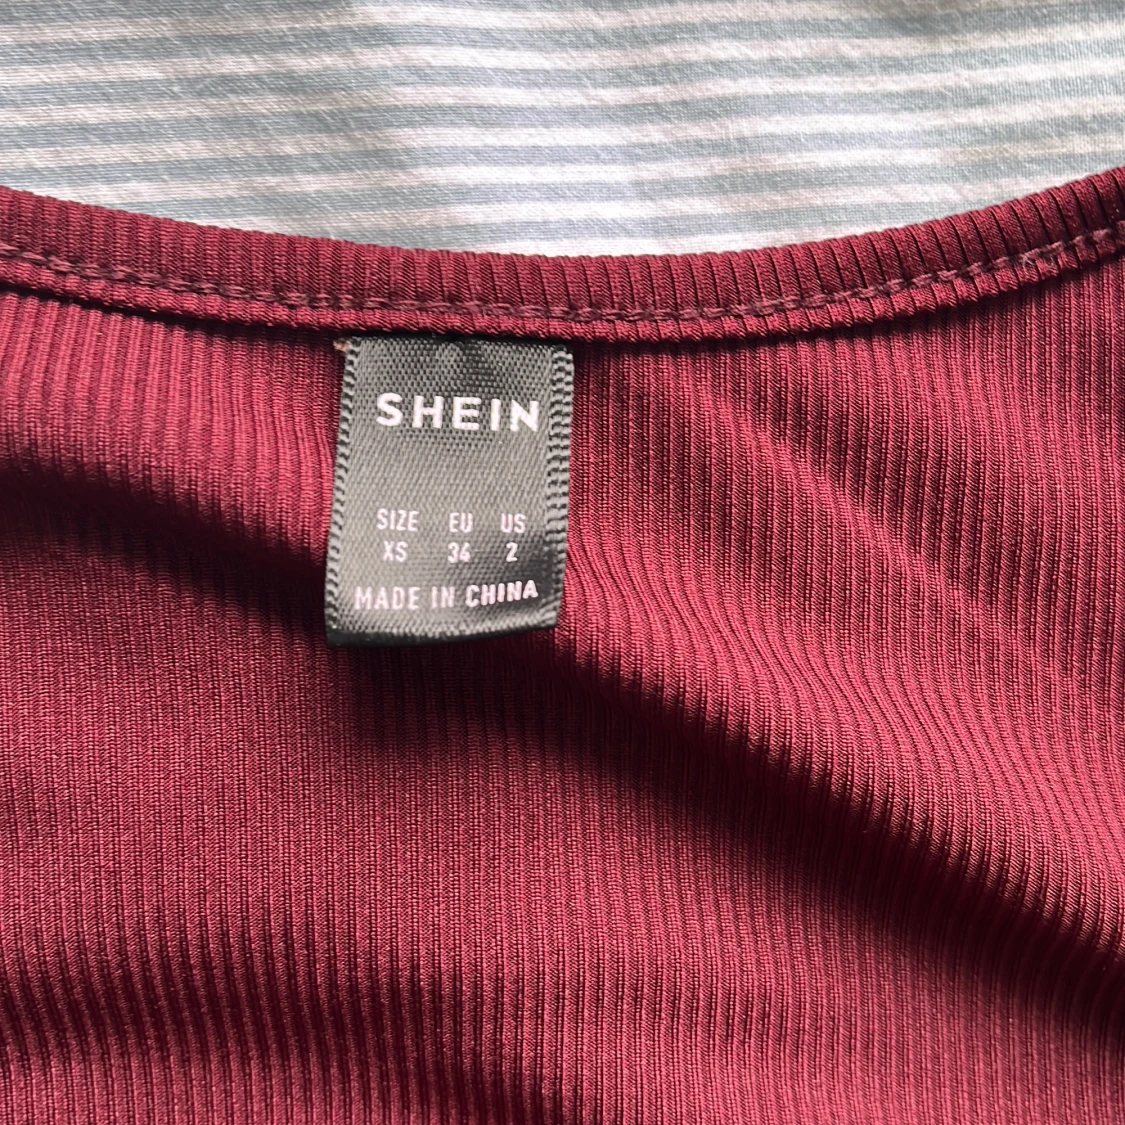 SHEIN
SIZE EU US
XS 34 2
MADE IN CHINA